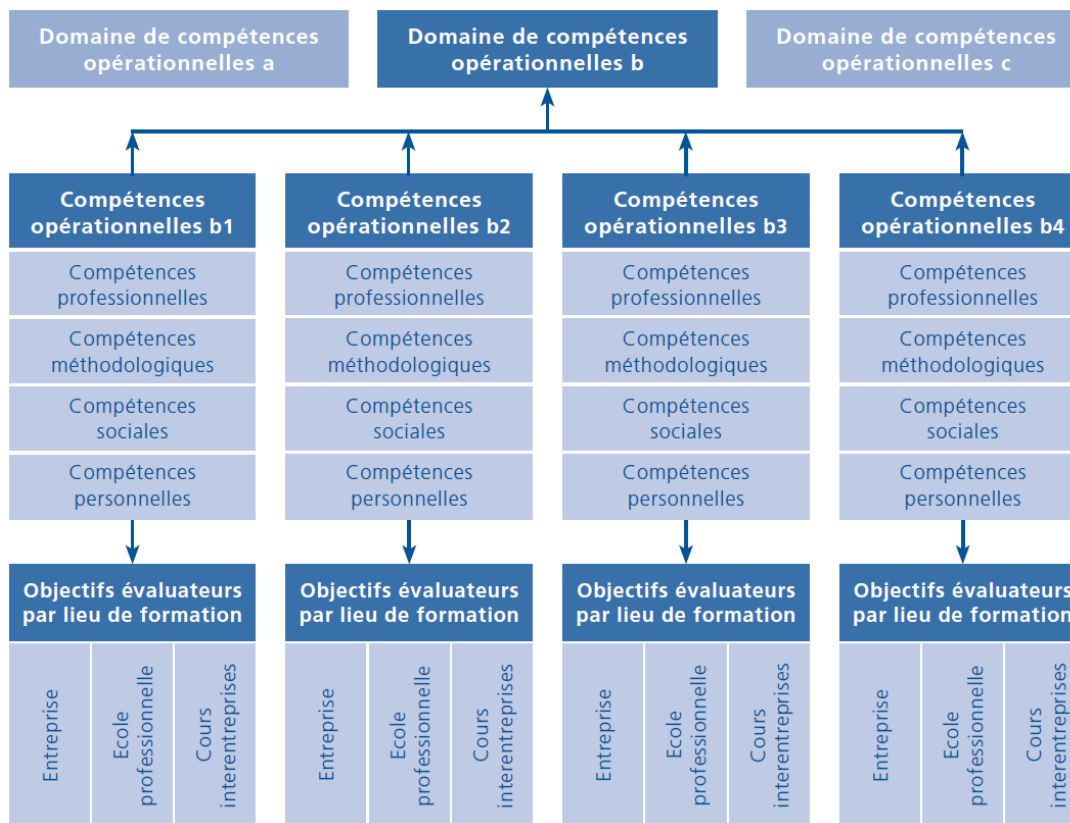 Domaine de compétences
opérationnelles a
Domaine de compétences
opérationnelles b
Domaine de compétences
opérationnelles c
Compétences
opérationnelles b1
Compétences
professionnelles
Compétences
méthodologiques
Compétences
sociales
Compétences
personnelles
Objectifs évaluateurs
par lieu de formation
Entreprise
Ecole
professionnelle
Cours
interentreprises
Compétences
opérationnelles b2
Compétences
professionnelles
Compétences
méthodologiques
Compétences
sociales
Compétences
personnelles
Objectifs évaluateurs
par lieu de formation
Entreprise
Ecole
professionnelle
Cours
interentreprises
Compétences
opérationnelles b3
Compétences
professionnelles
Compétences
méthodologiques
Compétences
sociales
Compétences
personnelles
Objectifs évaluateurs
par lieu de formation
Entreprise
Ecole
professionnelle
Cours
interentreprises
Compétences
opérationnelles b4
Compétences
professionnelles
Compétences
méthodologiques
Compétences
sociales
Compétences
personnelles
Objectifs évaluateurs
par lieu de formation
Entreprise
Ecole
professionnelle
Cours
interentreprises